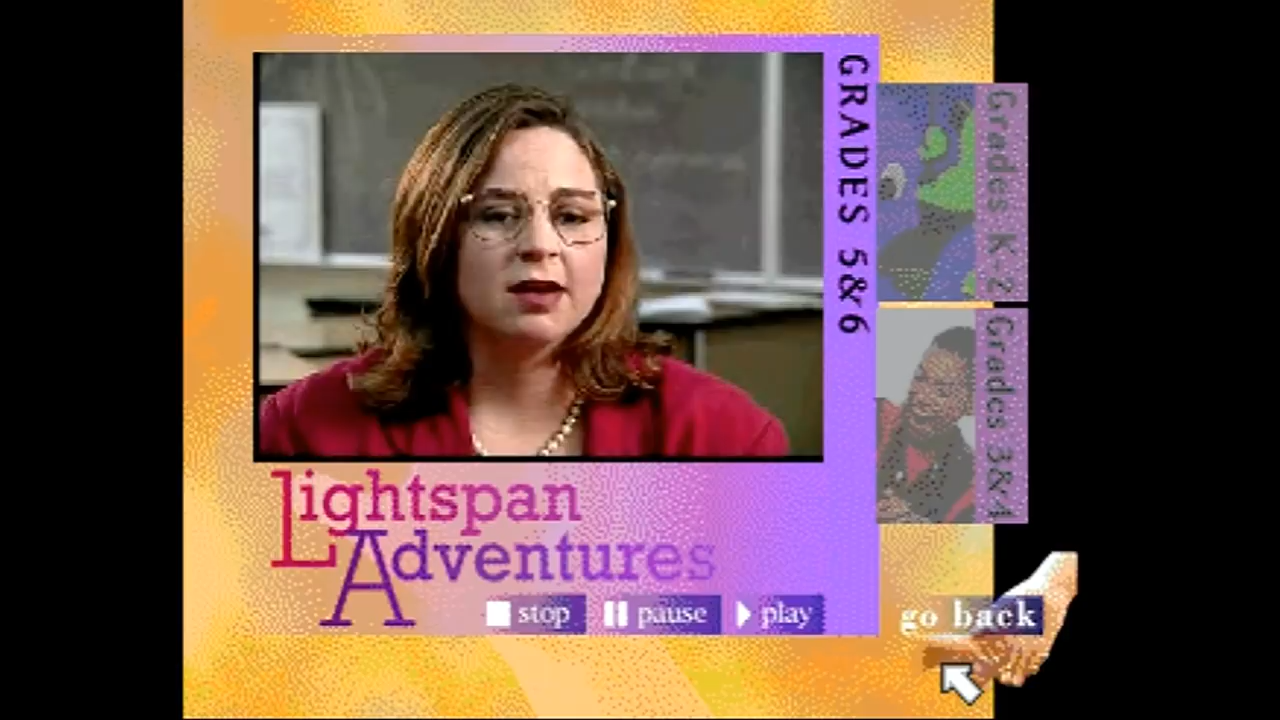 GRADES 5&6
Grades K-2
Grades 3&4
Lightspan
Adventures
stop
pause
play
go back